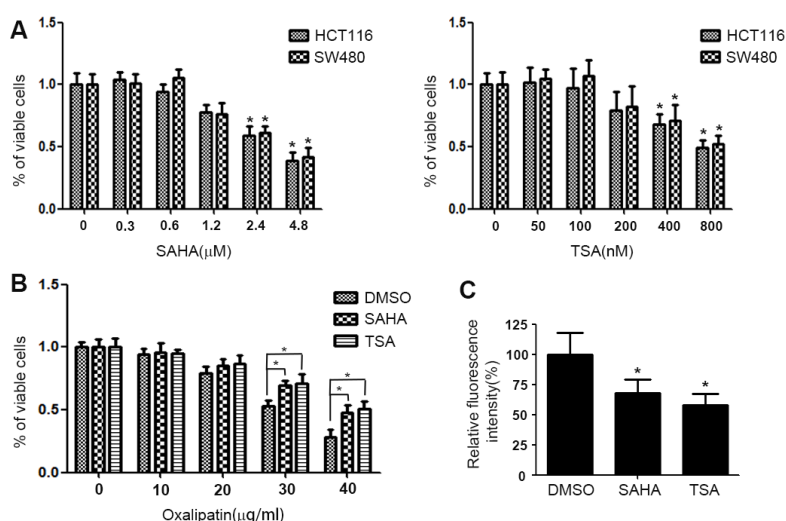 A
% of viable cells
1.5
1.0
0.5
0.0
HCT116
SW480
* * * *
0 0.3 0.6 1.2 2.4 4.8
SAHA(μM)
% of viable cells
1.5
1.0
0.5
0.0
HCT116
SW480
* * * *
0 50 100 200 400 800
TSA(nM)
B
% of viable cells
1.5
1.0
0.5
0.0
DMSO
SAHA
TSA
*
*
*
*
0 10 20 30 40
Oxalipatin(μg/ml)
C
Relative fluorescence
intensity(%)
125
100
75
50
25
0
* *
DMSO SAHA TSA